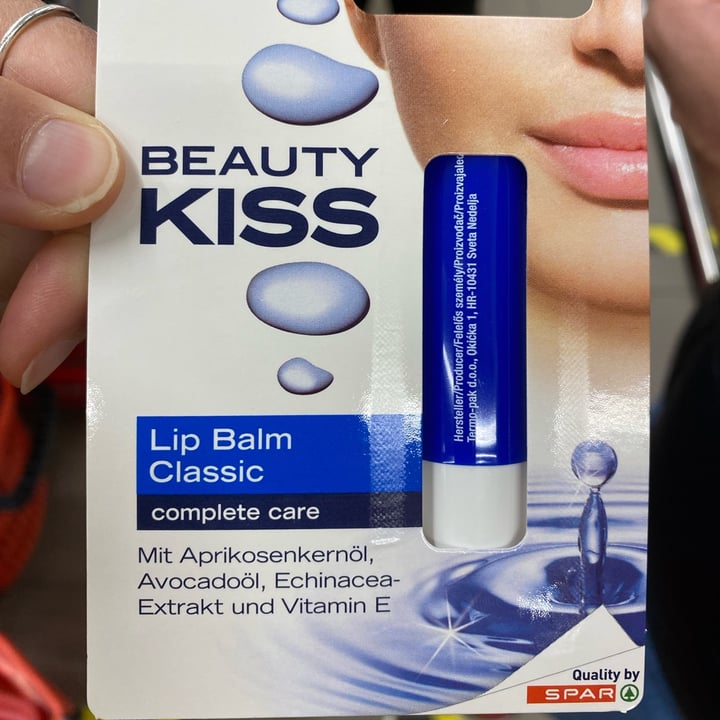 BEAUTY
KISS
Hersteller/Producer/Felelős személy/Proizvođač/Proizvajalec
Termo-pak d.o.o., Okićka 1, HR-10431 Sveta Nedelja
Lip Balm
Classic
complete care
Mit Aprikosenkernöl,
Avocadoöl, Echinacea-
Extrakt und Vitamin E
Quality by
SPAR